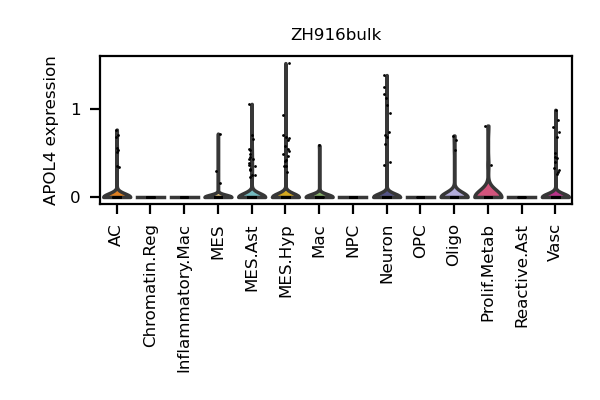 ZH916bulk
APOL4 expression
1
0
AC
Chromatin.Reg
Inflammatory.Mac
MES
MES.Ast
MES.Hyp
Mac
NPC
Neuron
OPC
Oligo
Prolif.Metab
Reactive.Ast
Vasc